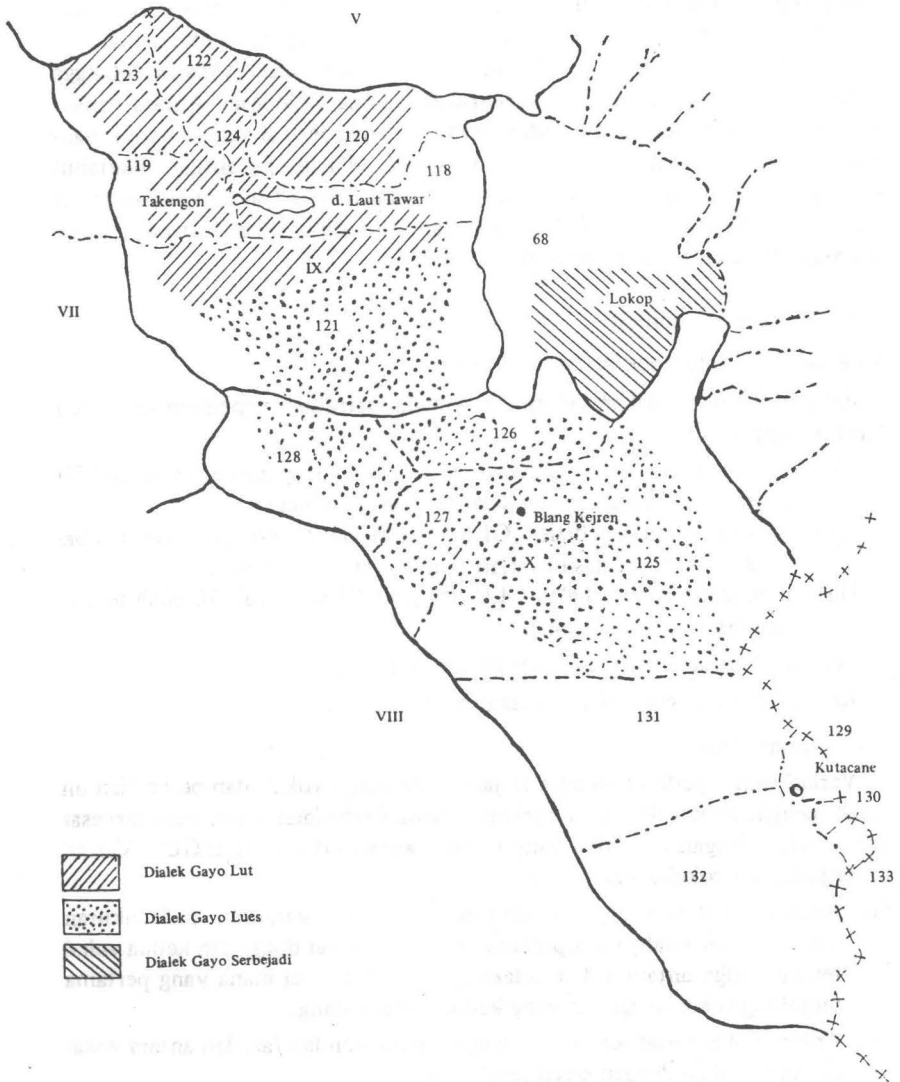 V
122
123
124
120
119
118
Takengon
d. Laut Tawar
68
IX
Lokop
VII
121
126
128
127
Blang Kejren
X
125
VIII
131
129
Kutacane
130
132
133
Dialek Gayo Lut
Dialek Gayo Lues
Dialek Gayo Serbejadi